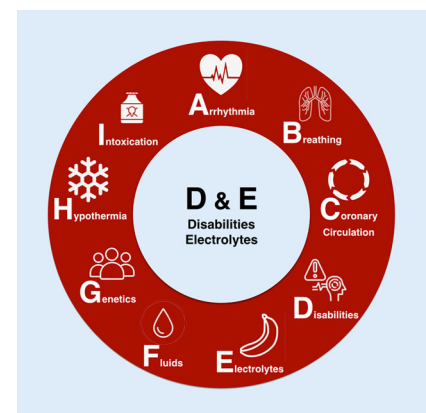 Arrhythmia
Breathing
Coronary
Circulation
Disabilities
Electrolytes
Fluids
Genetics
Hypothermia
Intoxication
D & E
Disabilities
Electrolytes